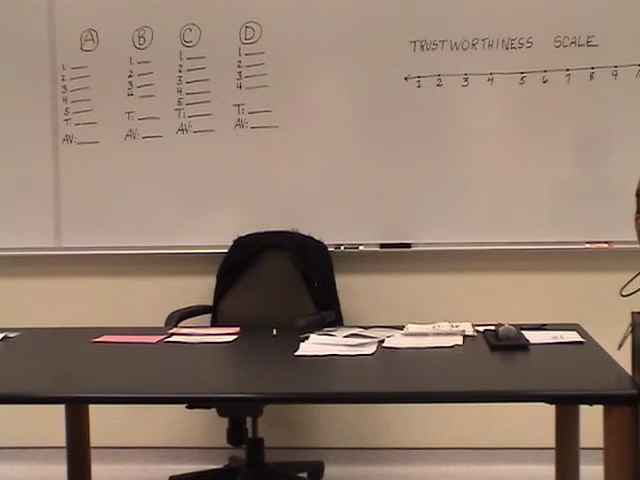 A B C D
1. 1. 1. 1.
2. 2. 2. 2.
3. 3. 3. 3.
4. 4. 4. 4.
5. 5.
T: T: T: T:
AV: AV: AV: AV:
TRUSTWORTHINESS SCALE
1 2 3 4 5 6 7 8 9